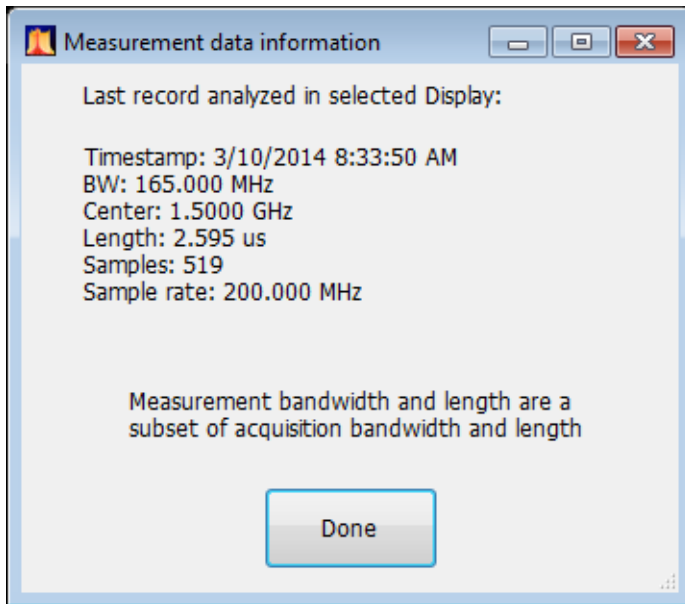 Measurement data information
Last record analyzed in selected Display:
Timestamp: 3/10/2014 8:33:50 AM
BW: 165.000 MHz
Center: 1.5000 GHz
Length: 2.595 us
Samples: 519
Sample rate: 200.000 MHz
Measurement bandwidth and length are a
subset of acquisition bandwidth and length
Done